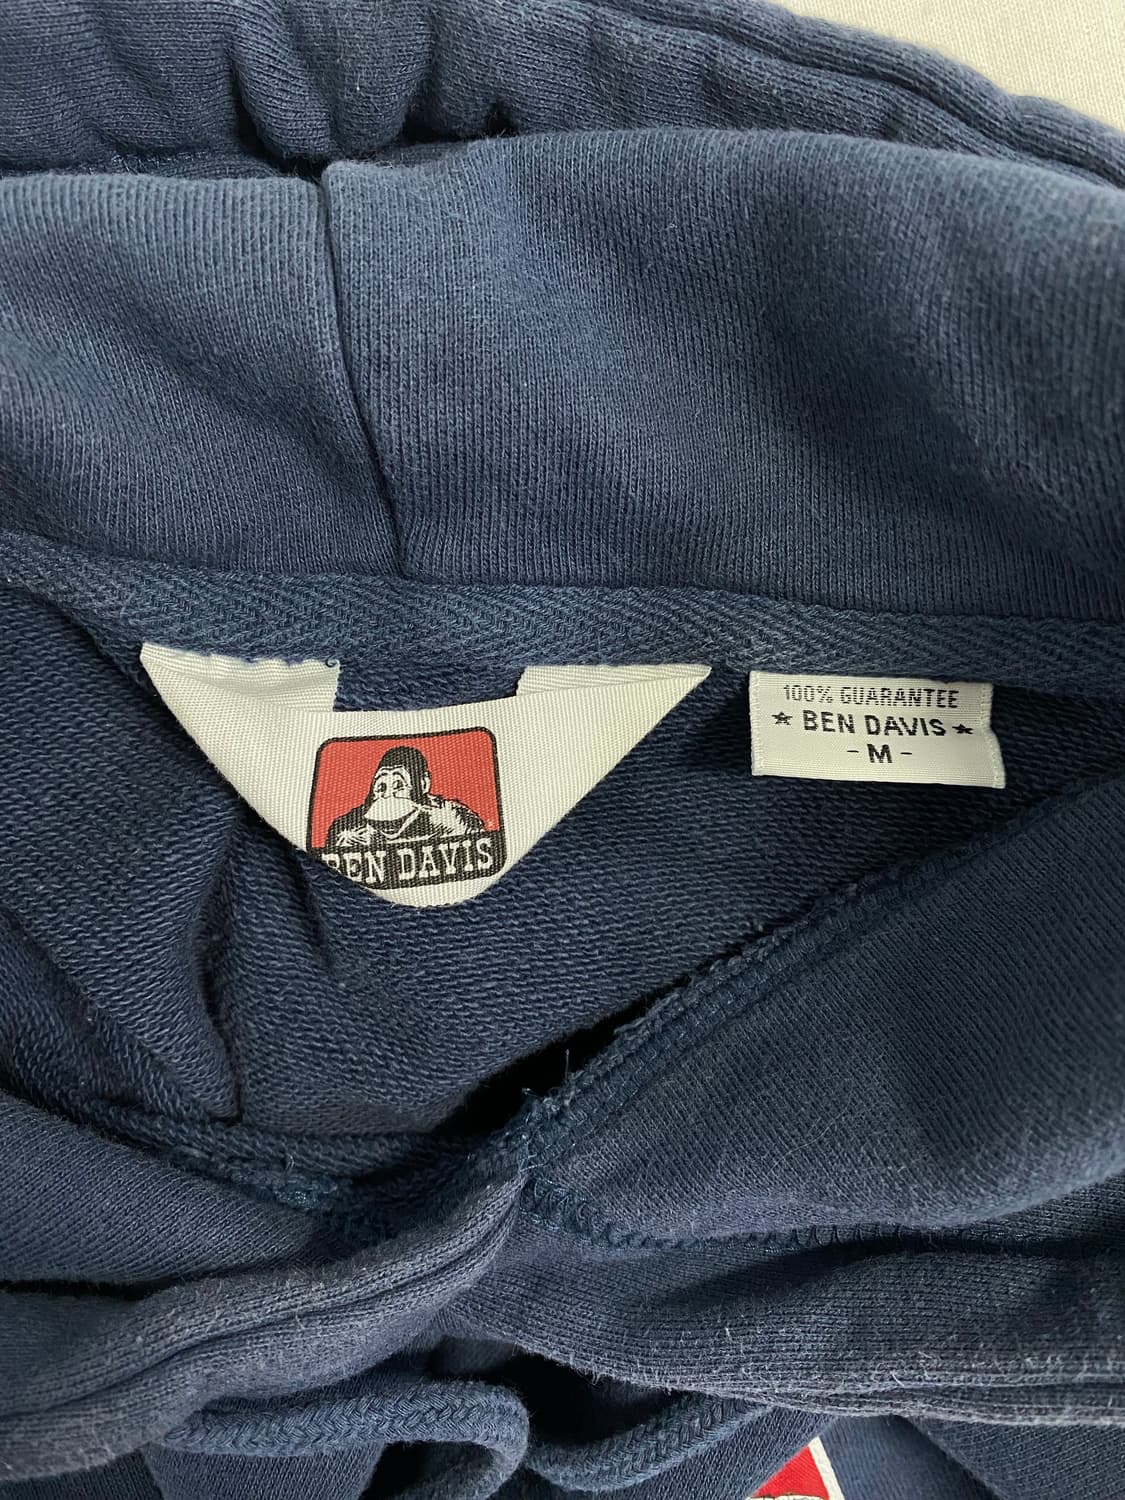 BEN DAVIS
100% GUARANTEE
★ BEN DAVIS ★
- M -